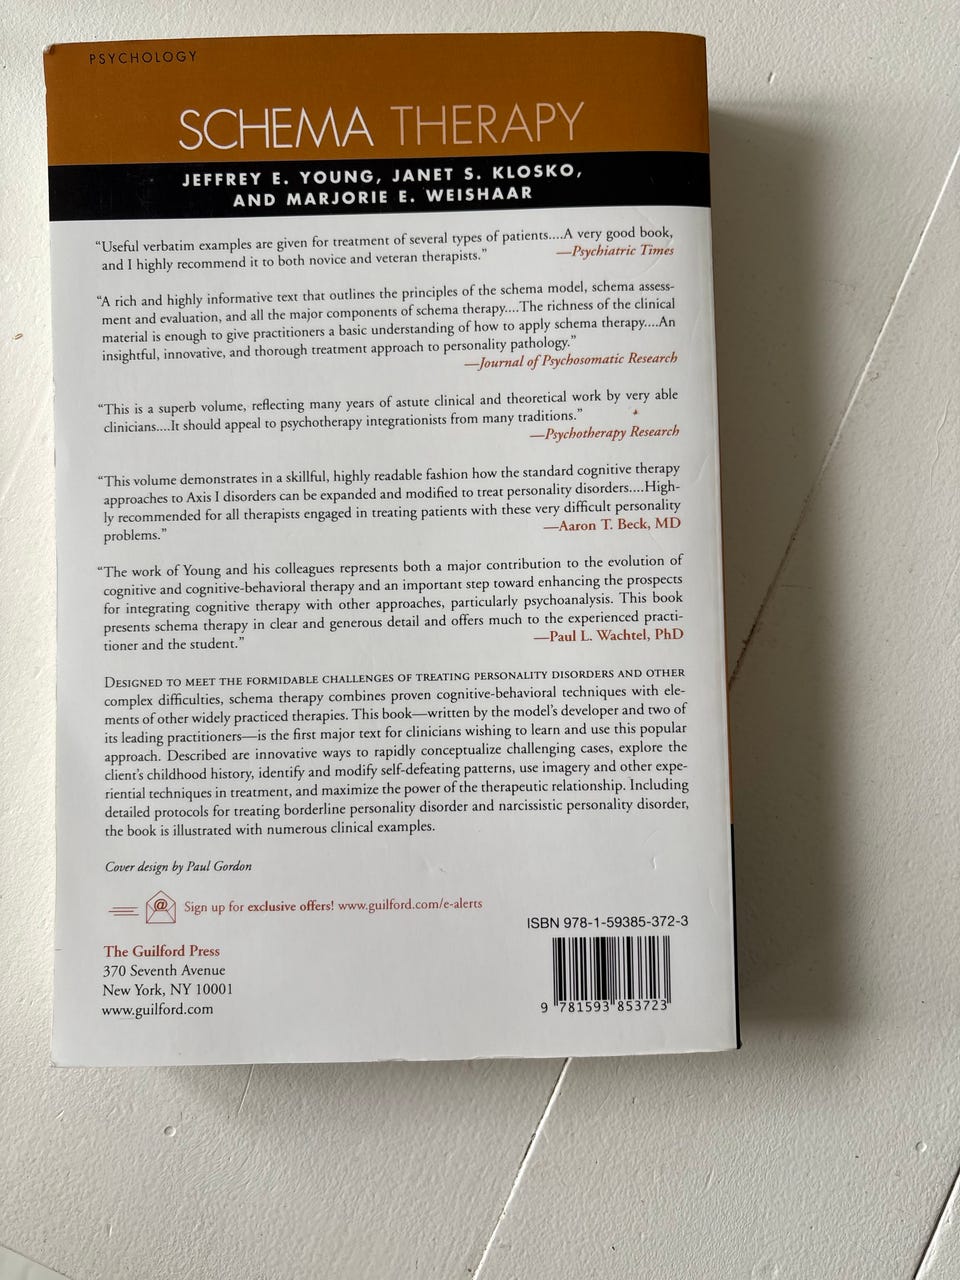 PSYCHOLOGY
SCHEMA THERAPY
JEFFREY E. YOUNG, JANET S. KLOSKO,
AND MARJORIE E. WEISHAAR
“Useful verbatim examples are given for treatment of several types of patients....A very good book,
and I highly recommend it to both novice and veteran therapists.” —Psychiatric Times
“A rich and highly informative text that outlines the principles of the schema model, schema assess-
ment and evaluation, and all the major components of schema therapy....The richness of the clinical
material is enough to give practitioners a basic understanding of how to apply schema therapy....An
insightful, innovative, and thorough treatment approach to personality pathology.”
—Journal of Psychosomatic Research
“This is a superb volume, reflecting many years of astute clinical and theoretical work by very able
clinicians....It should appeal to psychotherapy integrationists from many traditions.”
—Psychotherapy Research
“This volume demonstrates in a skillful, highly readable fashion how the standard cognitive therapy
approaches to Axis I disorders can be expanded and modified to treat personality disorders....High-
ly recommended for all therapists engaged in treating patients with these very difficult personality
problems.” —Aaron T. Beck, MD
“The work of Young and his colleagues represents both a major contribution to the evolution of
cognitive and cognitive-behavioral therapy and an important step toward enhancing the prospects
for integrating cognitive therapy with other approaches, particularly psychoanalysis. This book
presents schema therapy in clear and generous detail and offers much to the experienced practi-
tioner and the student.” —Paul L. Wachtel, PhD
DESIGNED TO MEET THE FORMIDABLE CHALLENGES OF TREATING PERSONALITY DISORDERS AND OTHER
complex difficulties, schema therapy combines proven cognitive-behavioral techniques with ele-
ments of other widely practiced therapies. This book—written by the model's developer and two of
its leading practitioners—is the first major text for clinicians wishing to learn and use this popular
approach. Described are innovative ways to rapidly conceptualize challenging cases, explore the
client's childhood history, identify and modify self-defeating patterns, use imagery and other expe-
riential techniques in treatment, and maximize the power of the therapeutic relationship. Including
detailed protocols for treating borderline personality disorder and narcissistic personality disorder,
the book is illustrated with numerous clinical examples.
Cover design by Paul Gordon
@ Sign up for exclusive offers! www.guilford.com/e-alerts
The Guilford Press
370 Seventh Avenue
New York, NY 10001
www.guilford.com
ISBN 978-1-59385-372-3
9 781593 853723